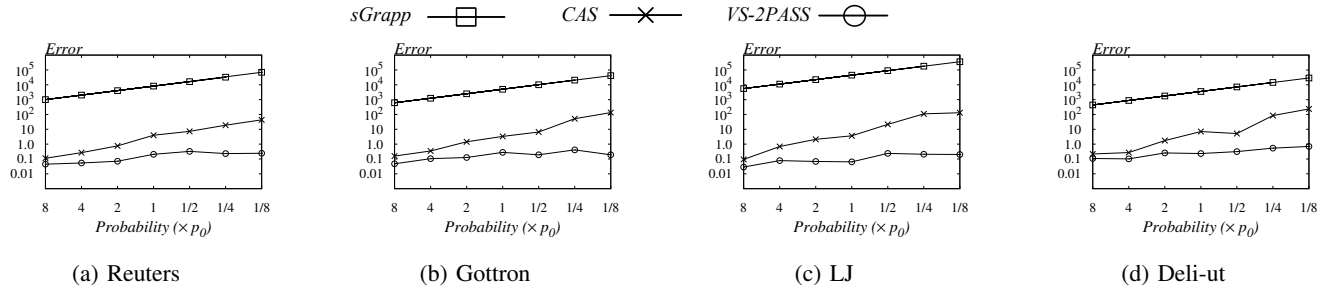 sGrapp CAS VS-2PASS
Error
10^5
10^4
10^3
10^2
10
1.0
0.1
0.01
8 4 2 1 1/2 1/4 1/8
Probability (× p_0)
(a) Reuters
Error
10^5
10^4
10^3
10^2
10
1.0
0.1
0.01
8 4 2 1 1/2 1/4 1/8
Probability (× p_0)
(b) Gottron
Error
10^5
10^4
10^3
10^2
10
1.0
0.1
0.01
8 4 2 1 1/2 1/4 1/8
Probability (× p_0)
(c) LJ
Error
10^5
10^4
10^3
10^2
10
1.0
0.1
0.01
8 4 2 1 1/2 1/4 1/8
Probability (× p_0)
(d) Deli-ut